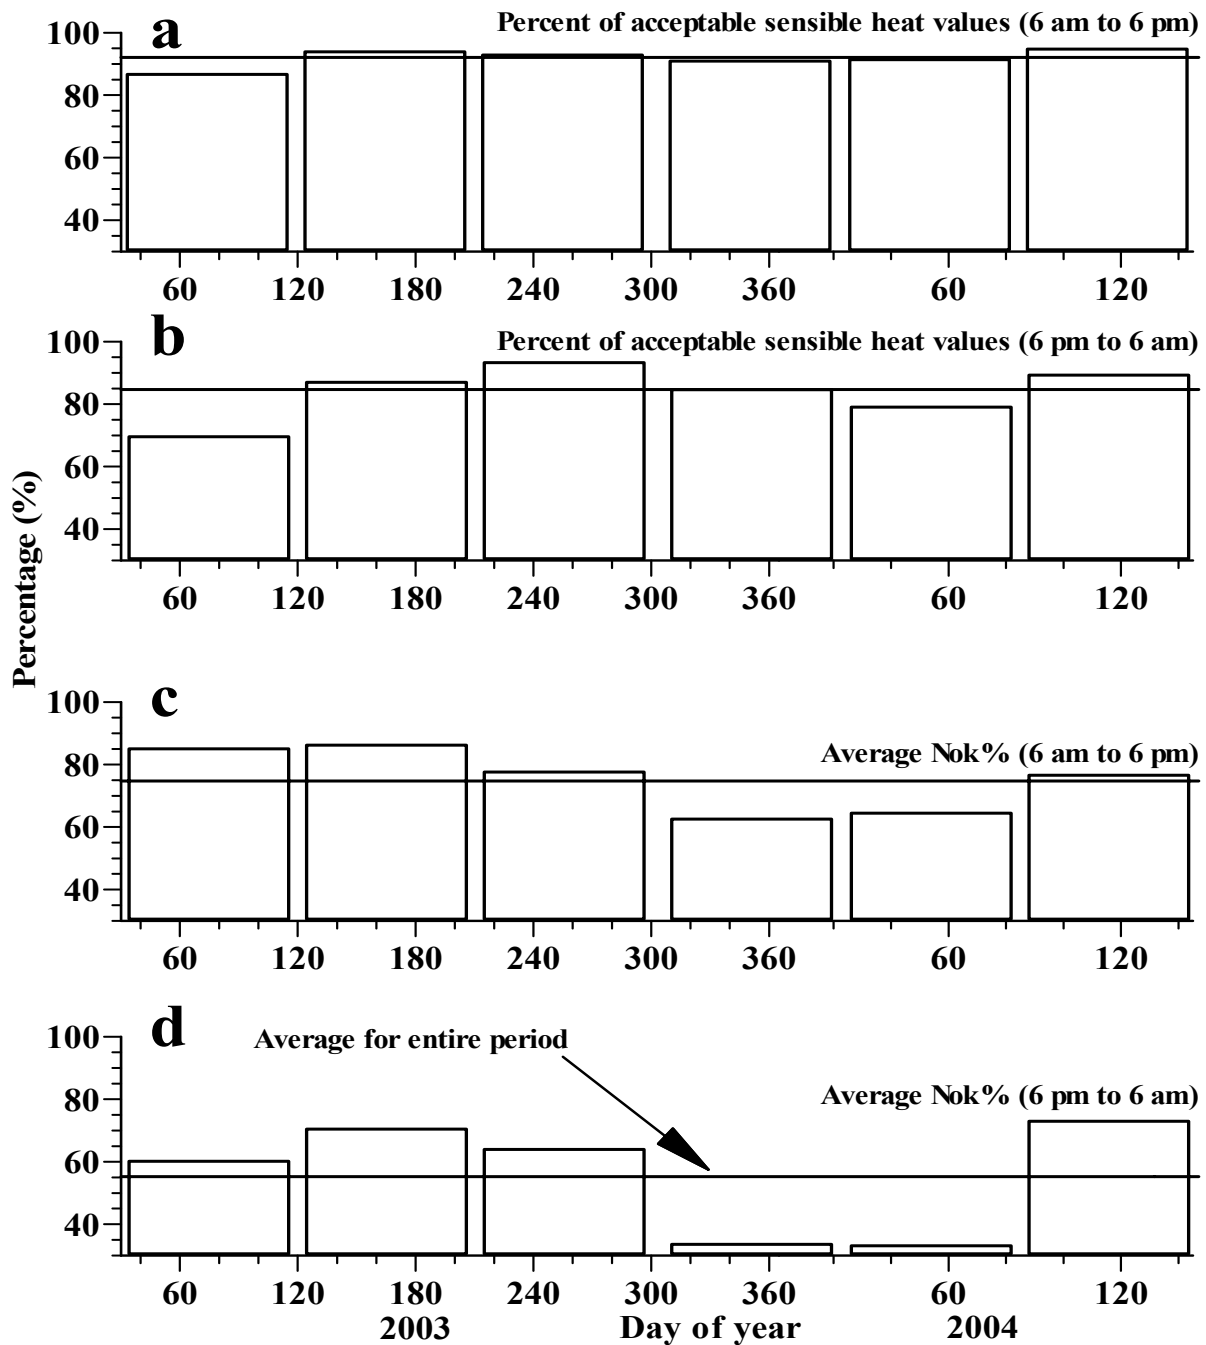 a
Percent of acceptable sensible heat values (6 am to 6 pm)
100
80
60
40
60 120 180 240 300 360 60 120
b
Percent of acceptable sensible heat values (6 pm to 6 am)
100
80
60
40
60 120 180 240 300 360 60 120
Percentage (%)
c
Average Nok% (6 am to 6 pm)
100
80
60
40
60 120 180 240 300 360 60 120
d
Average for entire period
Average Nok% (6 pm to 6 am)
100
80
60
40
60 120 180 240 300 360 60 120
2003 Day of year 2004